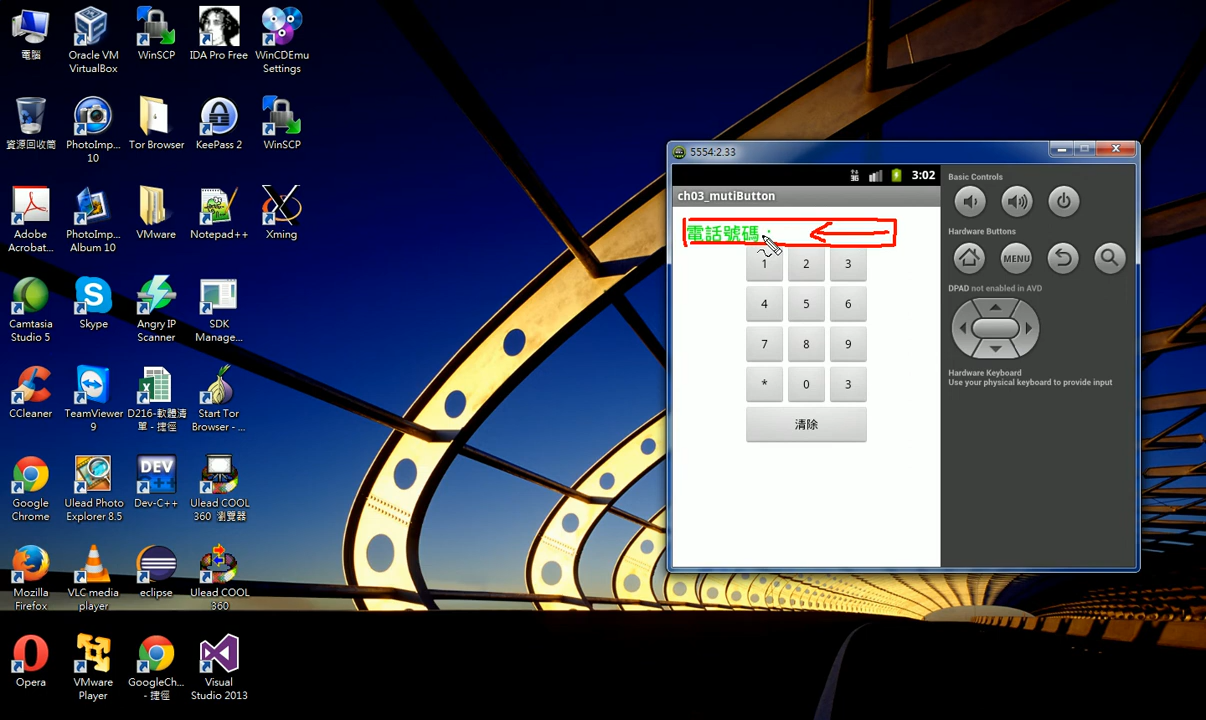 電腦
Oracle VM
VirtualBox
WinSCP
IDA Pro Free
WinCDEmu
Settings
資源回收筒
PhotoImp...
10
Tor Browser
KeePass 2
WinSCP
Adobe
Acrobat...
PhotoImp...
Album 10
VMware
Notepad++
Xming
Camtasia
Studio 5
Skype
Angry IP
Scanner
SDK
Manage...
CCleaner
TeamViewer
9
D216-軟體清
單 - 捷徑
Start Tor
Browser - ...
Google
Chrome
Ulead Photo
Explorer 8.5
DEV
Dev-C++
Ulead COOL
360 瀏覽器
Mozilla
Firefox
VLC media
player
eclipse
Ulead COOL
360
Opera
VMware
Player
GoogleCh...
- 捷徑
Visual
Studio 2013
5554:2.33
3G
3:02
ch03_mutiButton
電話號碼：
1 2 3
4 5 6
7 8 9
* 0 3
清除
Basic Controls
Hardware Buttons
MENU
DPAD not enabled in AVD
Hardware Keyboard
Use your physical keyboard to provide input